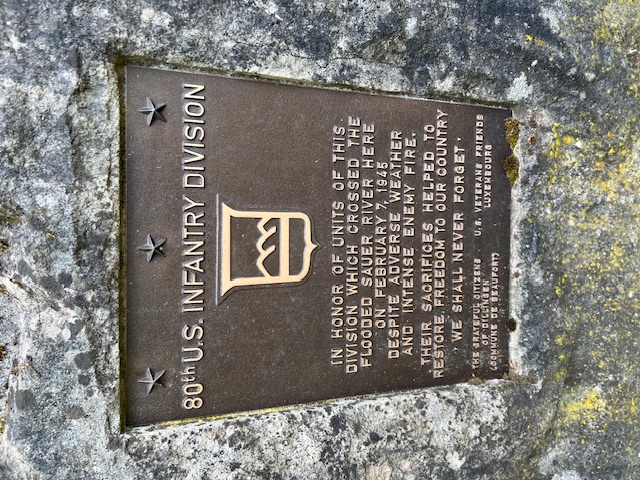 80th U.S. INFANTRY DIVISION
IN HONOR OF UNITS OF THIS
DIVISION WHICH CROSSED THE
FLOODED SAUER RIVER HERE
ON FEBRUARY 7, 1945
DESPITE ADVERSE WEATHER
AND INTENSE ENEMY FIRE.
THEIR SACRIFICES HELPED TO
RESTORE FREEDOM TO OUR COUNTRY
WE SHALL NEVER FORGET.
THE GRATEFUL CITIZENS
OF DILLINGEN
(COMMUNE DE BEAUFORT)
U.S. VETERANS FRIENDS
LUXEMBOURG